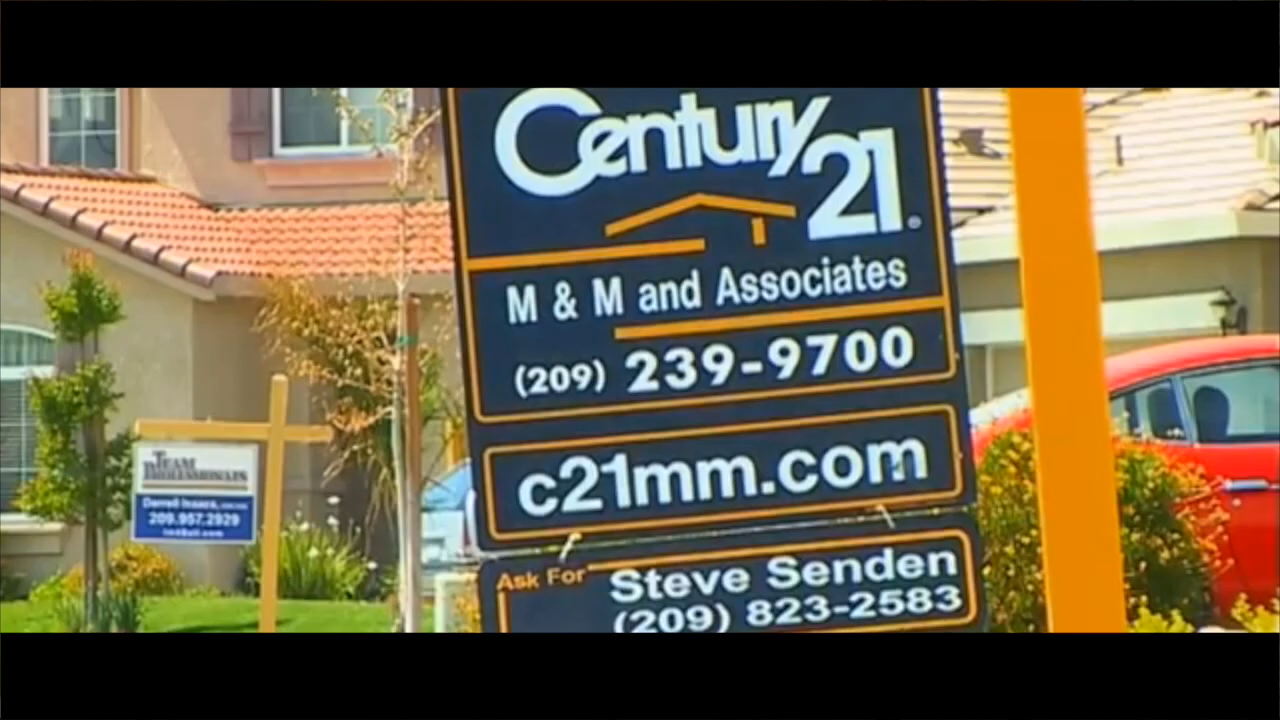 Century 21®
M & M and Associates
(209) 239-9700
c21mm.com
Ask For
Steve Senden
(209) 823-2583
TEAM
PROFESSIONALS
209.957.2929